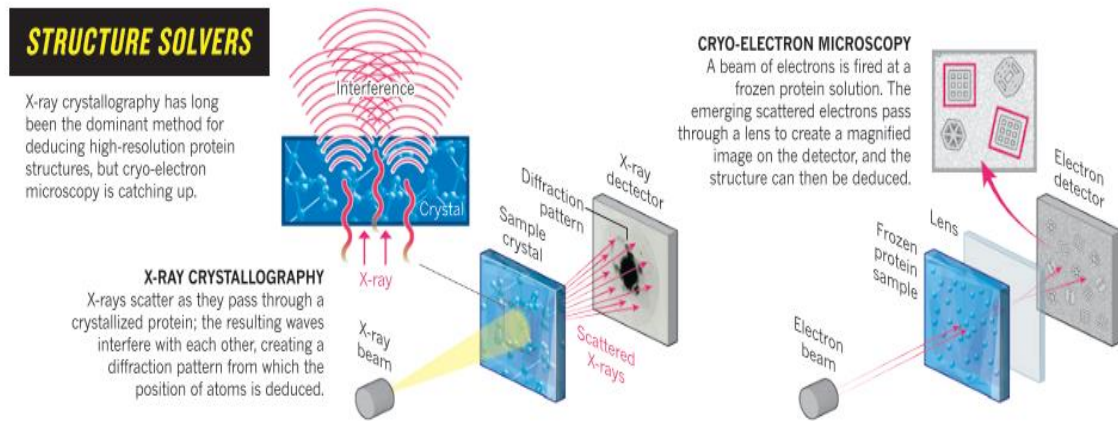 STRUCTURE SOLVERS
X-ray crystallography has long
been the dominant method for
deducing high-resolution protein
structures, but cryo-electron
microscopy is catching up.
Interference
Crystal
X-ray
X-RAY CRYSTALLOGRAPHY
X-rays scatter as they pass through a
crystallized protein; the resulting waves
interfere with each other, creating a
diffraction pattern from which the
position of atoms is deduced.
X-ray
beam
Sample
crystal
Diffraction
pattern
X-ray
dectector
Scattered
X-rays
CRYO-ELECTRON MICROSCOPY
A beam of electrons is fired at a
frozen protein solution. The
emerging scattered electrons pass
through a lens to create a magnified
image on the detector, and the
structure can then be deduced.
Electron
beam
Frozen
protein
sample
Lens
Electron
detector